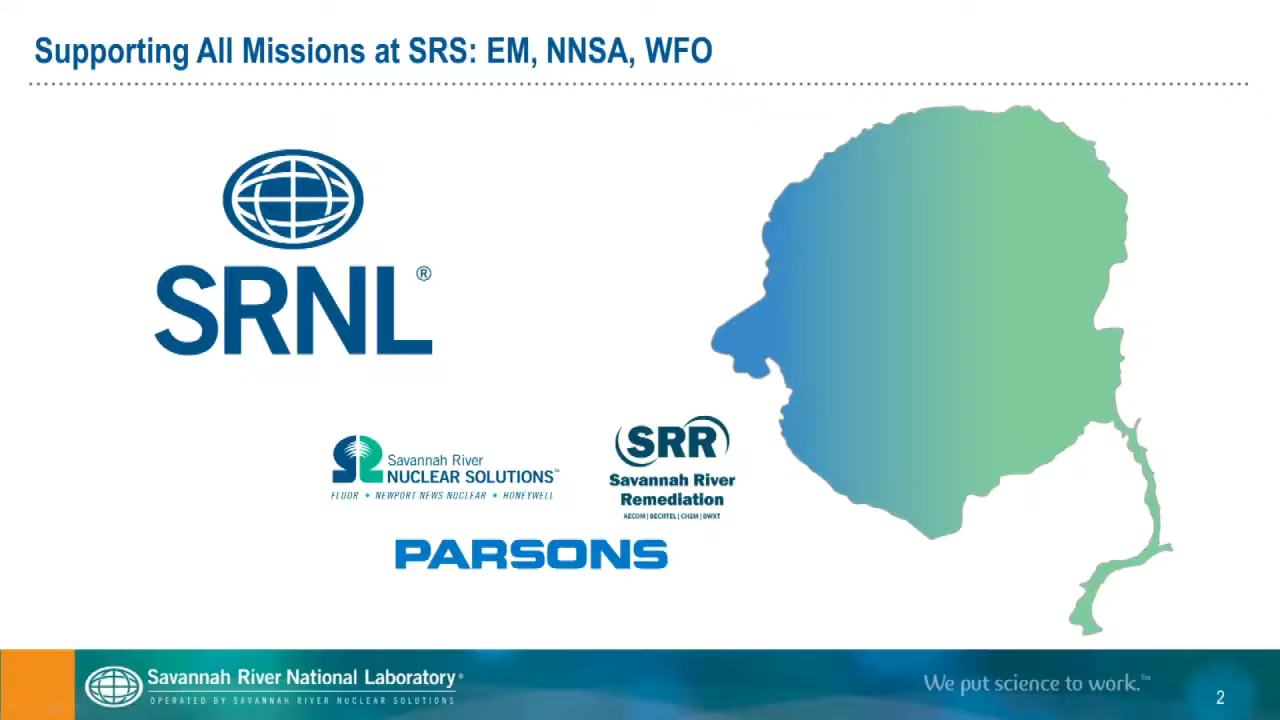 Supporting All Missions at SRS: EM, NNSA, WFO
SRNL®
Savannah River
NUCLEAR SOLUTIONS™
FLUOR • NEWPORT NEWS NUCLEAR • HONEYWELL
SRR
Savannah River
Remediation
AECOM | BECHTEL | CH2M | BWXT
PARSONS
Savannah River National Laboratory®
OPERATED BY SAVANNAH RIVER NUCLEAR SOLUTIONS
We put science to work.™
2